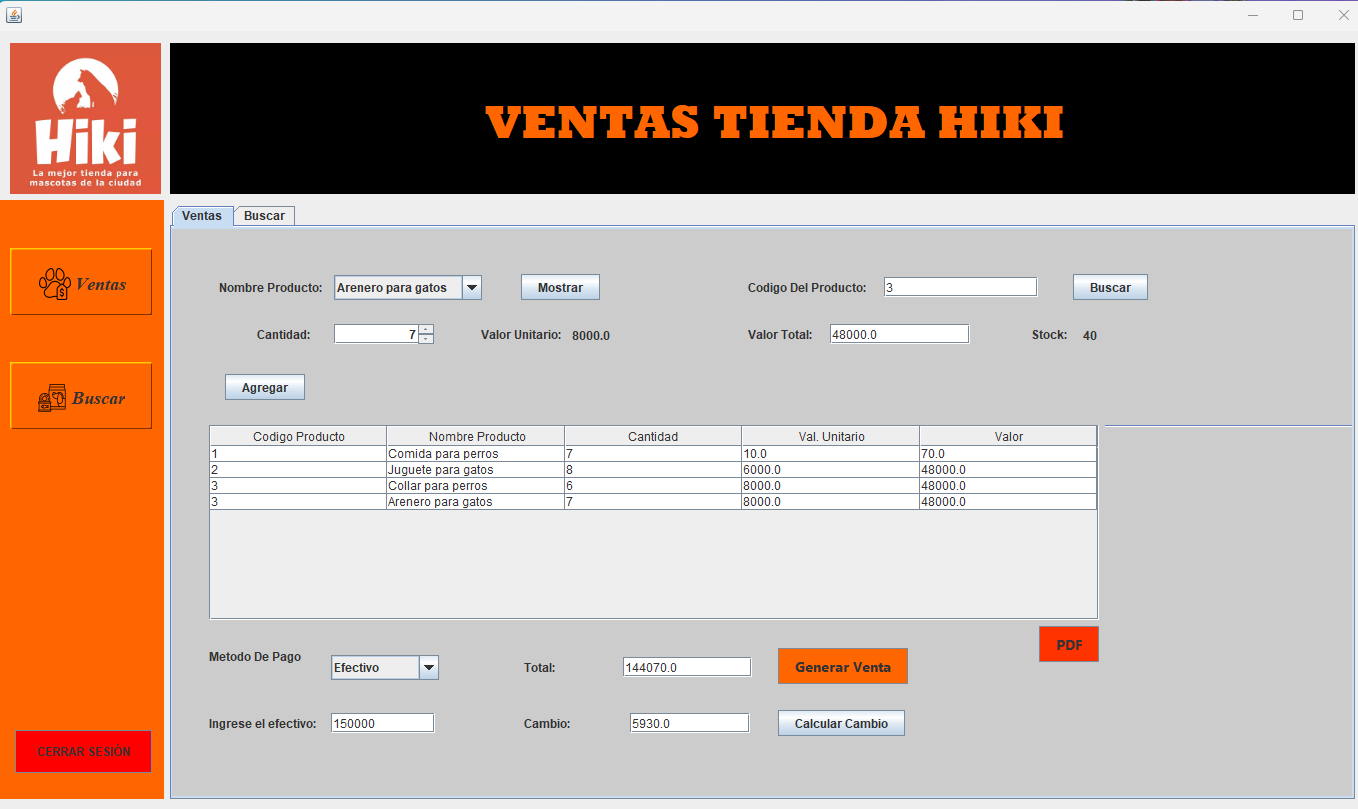 Hiki
La mejor tienda para
mascotas de la ciudad
VENTAS TIENDA HIKI
Ventas
Buscar
CERRAR SESIÓN
Ventas Buscar
Nombre Producto: Arenero para gatos Mostrar Codigo Del Producto: 3 Buscar
Cantidad: 7 Valor Unitario: 8000.0 Valor Total: 48000.0 Stock: 40
Agregar
Codigo Producto Nombre Producto Cantidad Val. Unitario Valor
1 Comida para perros 7 10.0 70.0
2 Juguete para gatos 8 6000.0 48000.0
3 Collar para perros 6 8000.0 48000.0
3 Arenero para gatos 7 8000.0 48000.0
PDF
Metodo De Pago Efectivo Total: 144070.0 Generar Venta
Ingrese el efectivo: 150000 Cambio: 5930.0 Calcular Cambio